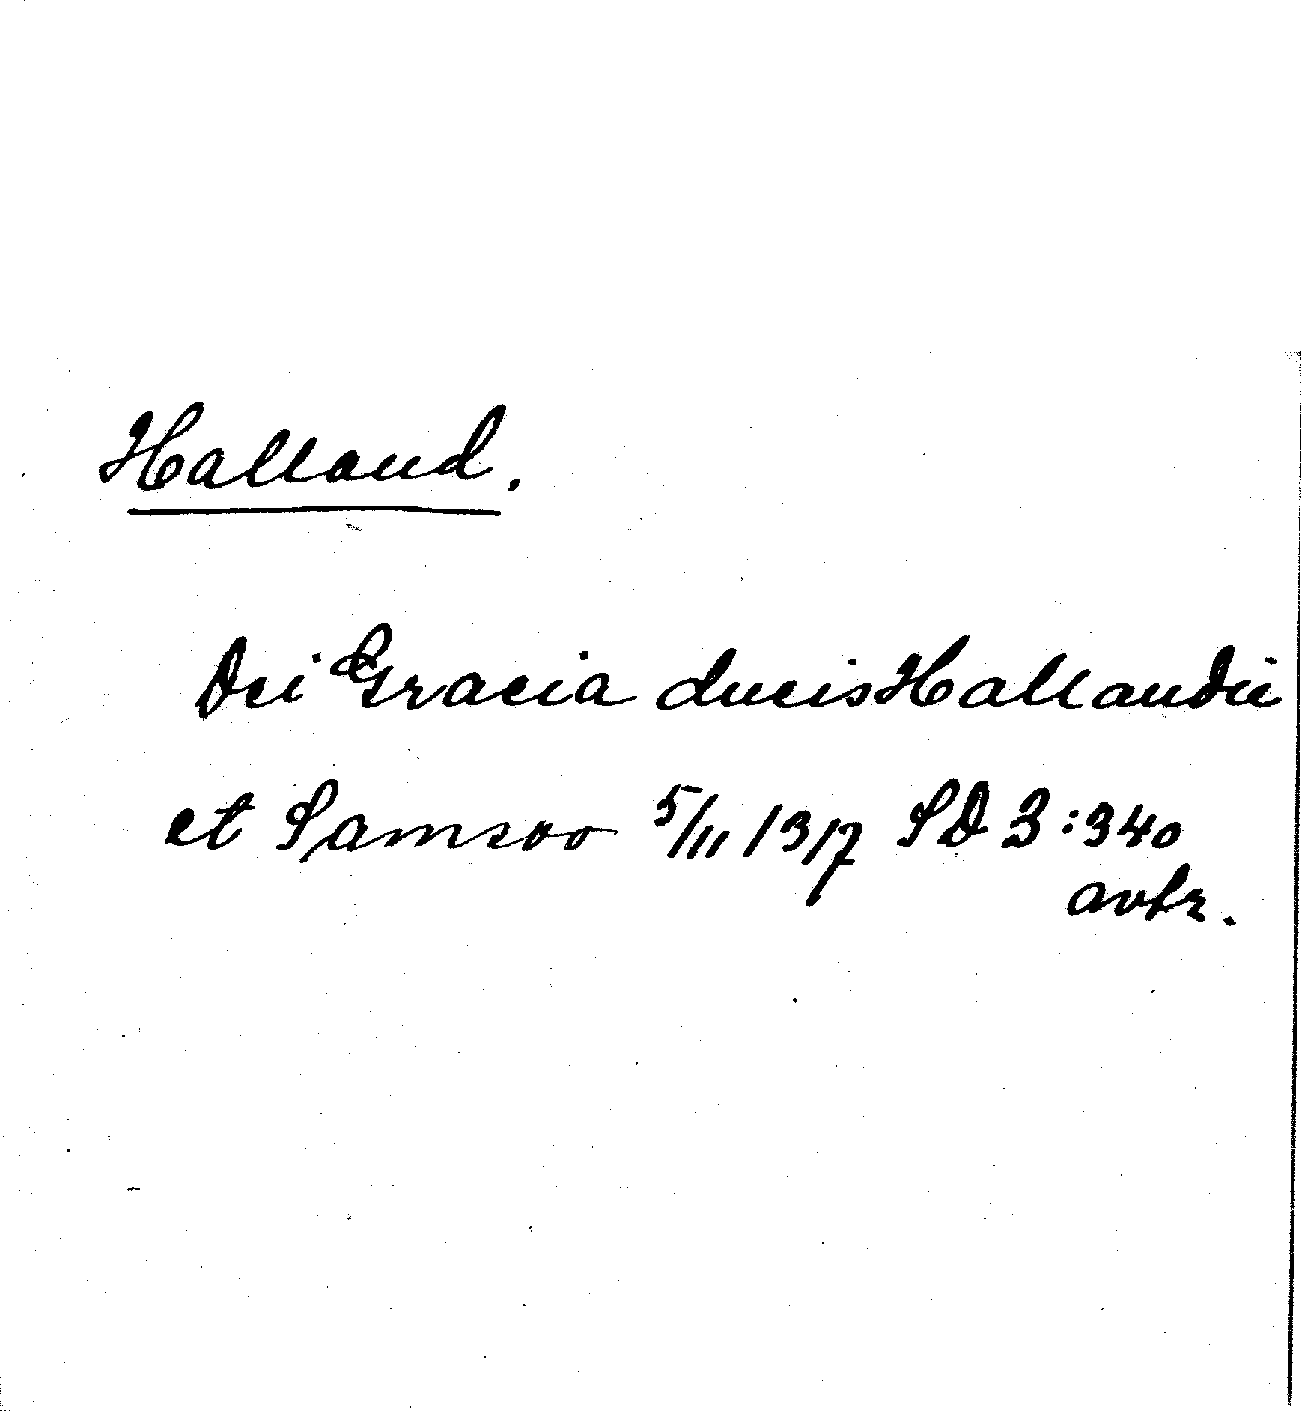 Halland.
Dei Gracia ducis Hallandie
et Samsoo 5/11 1317 SD 3:340
avtr.